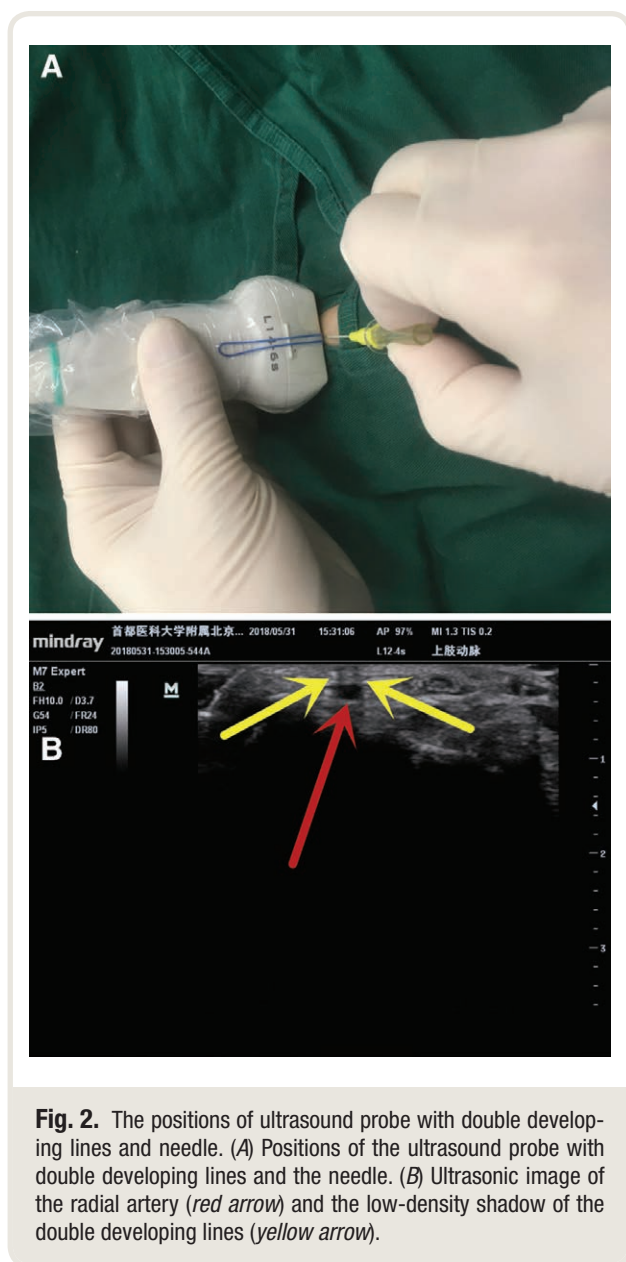 A
L14-6s
mindray 首都医科大学附属北京... 2018/05/31 15:31:06 AP 97% MI 1.3 TIS 0.2
20180531-153005-544A L12-4s 上肢动脉
M7 Expert
B2
FH10.0 /D3.7
G54 /FR24
IP5 /DR80
M
B
1
2
3
Fig. 2. The positions of ultrasound probe with double develop-
ing lines and needle. (A) Positions of the ultrasound probe with
double developing lines and the needle. (B) Ultrasonic image of
the radial artery (red arrow) and the low-density shadow of the
double developing lines (yellow arrow).